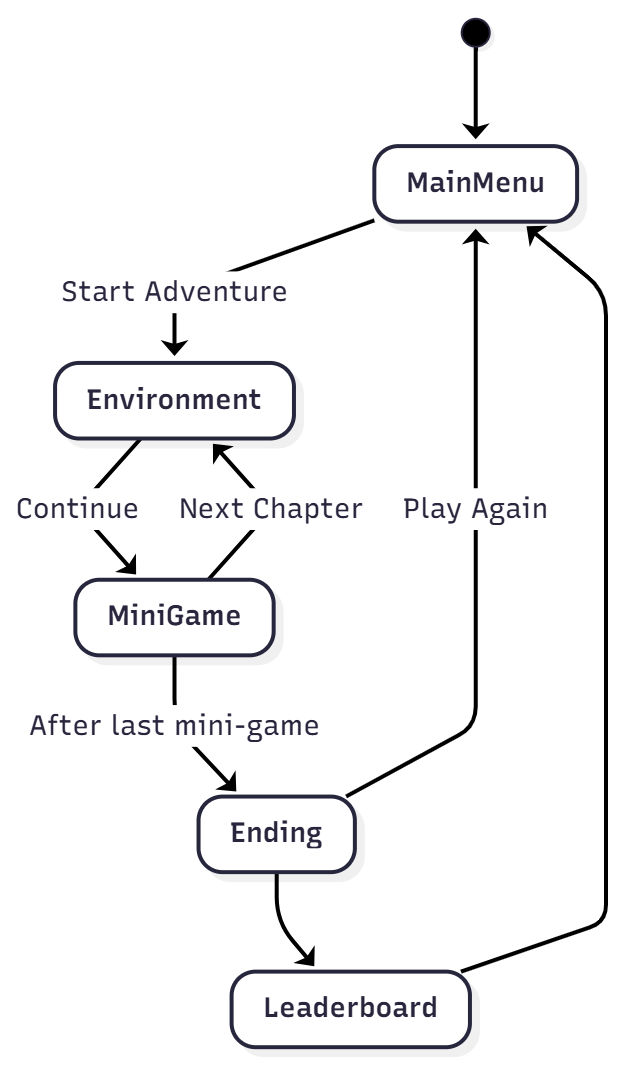 MainMenu
Start Adventure
Environment
Continue
Next Chapter
Play Again
MiniGame
After last mini-game
Ending
Leaderboard